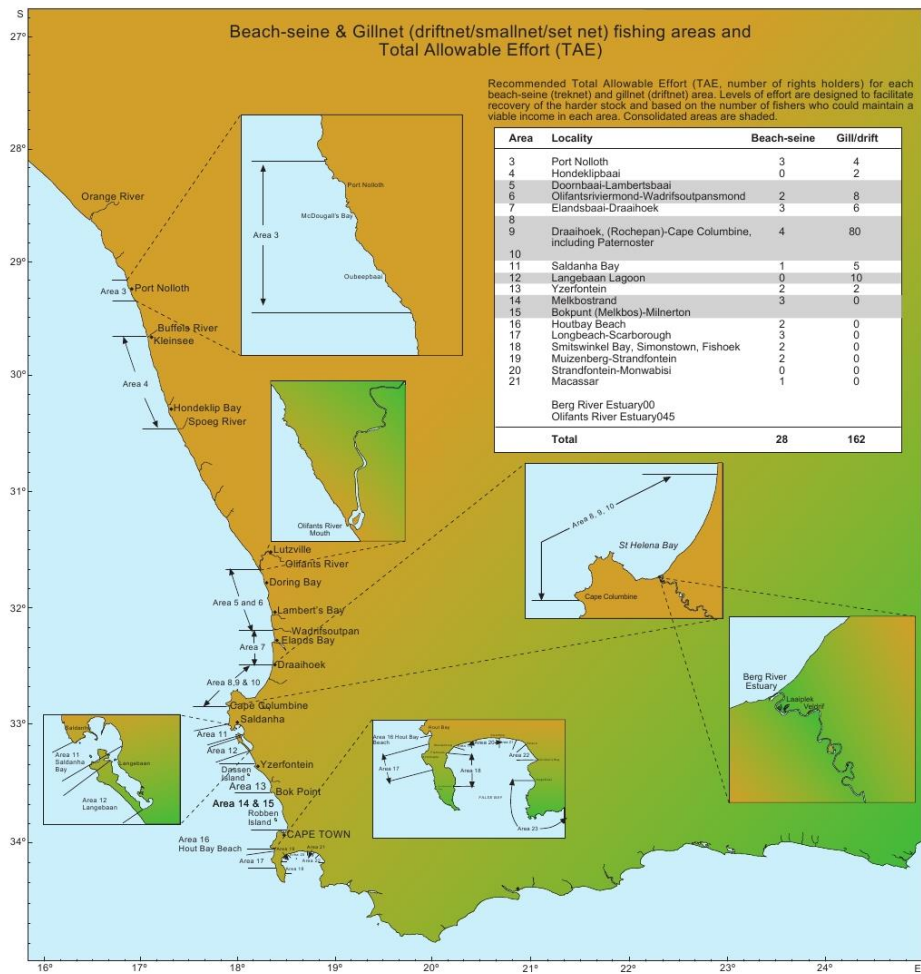 Beach-seine & Gillnet (driftnet/smallnet/set net) fishing areas and
Total Allowable Effort (TAE)
Recommended Total Allowable Effort (TAE, number of rights holders) for each
beach-seine (treknet) and gillnet (driftnet) area. Levels of effort are designed to facilitate
recovery of the harder stock and based on the number of fishers who could maintain a
viable income in each area. Consolidated areas are shaded.
Area Locality Beach-seine Gill/drift
3 Port Nolloth 3 4
4 Hondeklipbaai 0 2
5 Doornbaai-Lambertsbaai
6 Olifantsriviermond-Wadrifsoutpansmond 2 8
7 Elandsbaai-Draaihoek 3 6
8
9 Draaihoek, (Rochepan)-Cape Columbine, 4 80
including Paternoster
10
11 Saldanha Bay 1 5
12 Langebaan Lagoon 0 10
13 Yzerfontein 2 2
14 Melkbostrand 3 0
15 Bokpunt (Melkbos)-Milnerton
16 Houtbay Beach 2 0
17 Longbeach-Scarborough 3 0
18 Smitswinkel Bay, Simonstown, Fishoek 2 0
19 Muizenberg-Strandfontein 2 0
20 Strandfontein-Monwabisi 0 0
21 Macassar 1 0
Berg River Estuary00
Olifants River Estuary045
Total 28 162
S
27°
28°
29°
30°
31°
32°
33°
34°
16°
17°
18°
19°
20°
21°
22°
23°
24°
E
Port Nolloth
McDougall's Bay
Area 3
Oubeepbaai
Orange River
Area 3
Port Nolloth
Buffels River
Kleinsee
Area 4
Hondeklip Bay
Spoeg River
Olifants River
Mouth
Lutzville
Olifants River
Doring Bay
Area 5 and 6
Lambert's Bay
Wadrifsoutpan
Elands Bay
Area 7
Draaihoek
Area 8,9 & 10
Cape Columbine
Saldanha
Area 11
Area 12
Yzerfontein
Dassen
Island
Area 13
Bok Point
Area 14 & 15
Robben
Island
CAPE TOWN
Area 16
Hout Bay Beach
Area 17
Area 18
Area 21
Area 8, 9, 10
St Helena Bay
Cape Columbine
Berg River
Estuary
Laaiplek
Veldrif
Saldanha
Area 11
Saldanha
Bay
Langebaan
Area 12
Langebaan
Hout Bay
Area 16 Hout Bay
Beach
Area 17
Area 18
Area 20
Area 22
Area 23